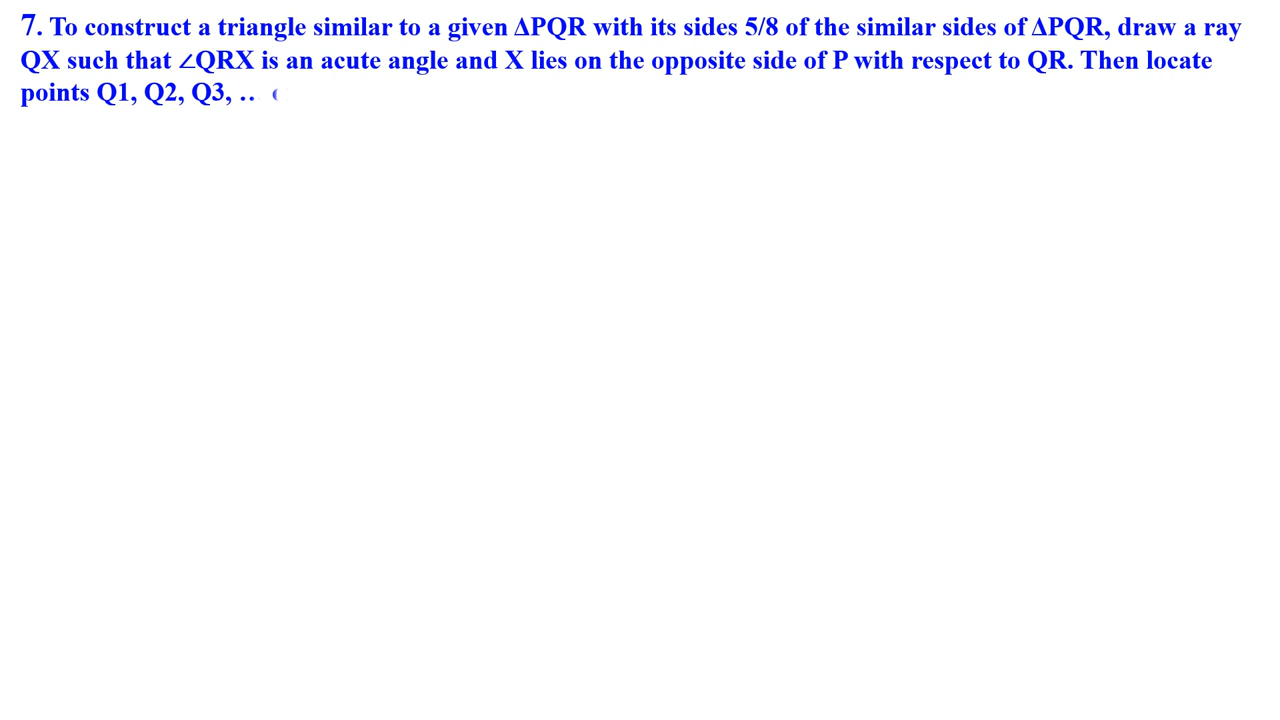 7. To construct a triangle similar to a given ΔPQR with its sides 5/8 of the similar sides of ΔPQR, draw a ray
QX such that ∠QRX is an acute angle and X lies on the opposite side of P with respect to QR. Then locate
points Q1, Q2, Q3, ..